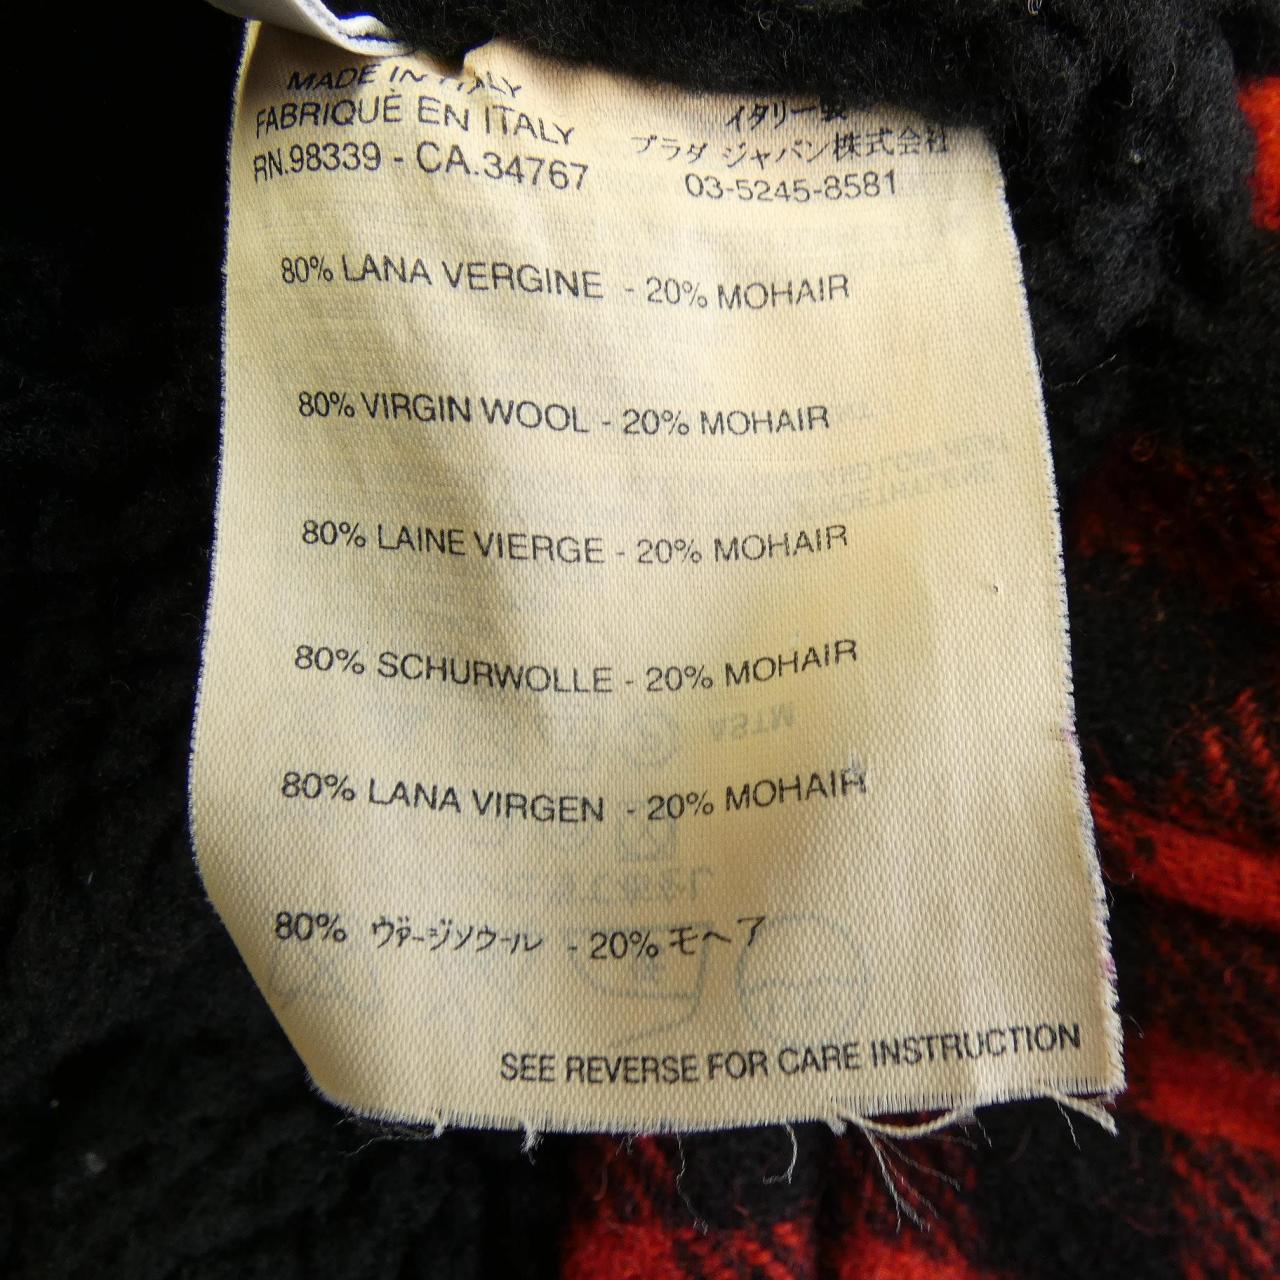 MADE IN ITALY
FABRIQUÉ EN ITALY
RN.98339 - CA.34767
イタリー製
プラダ ジャパン株式会社
03-5245-8581
80% LANA VERGINE - 20% MOHAIR
80% VIRGIN WOOL - 20% MOHAIR
80% LAINE VIERGE - 20% MOHAIR
80% SCHURWOLLE - 20% MOHAIR
80% LANA VIRGEN - 20% MOHAIR
80% ヴァージンウール - 20% モヘア
SEE REVERSE FOR CARE INSTRUCTION